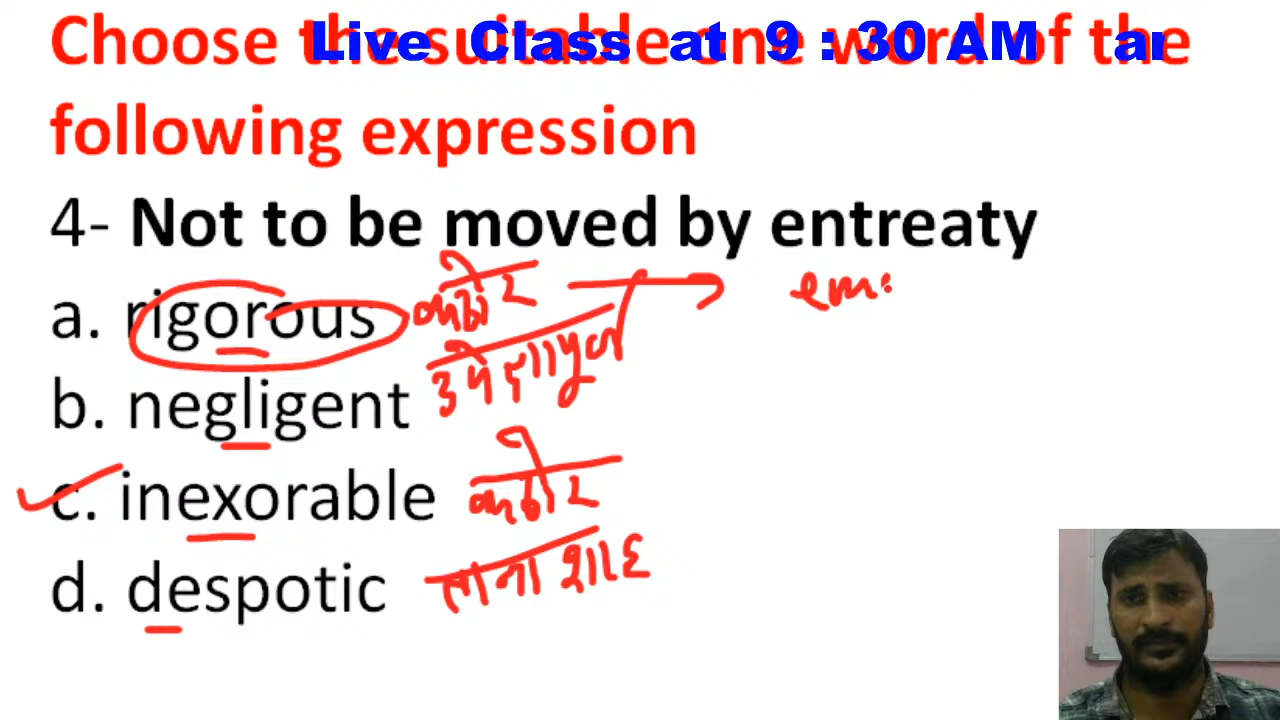 Choose the suitable one word of the
Live Class at 9 : 30 AM
following expression
4- Not to be moved by entreaty
a. rigorous कठोर
b. negligent उपेक्षापूर्ण
c. inexorable कठोर
d. despotic तानाशाह